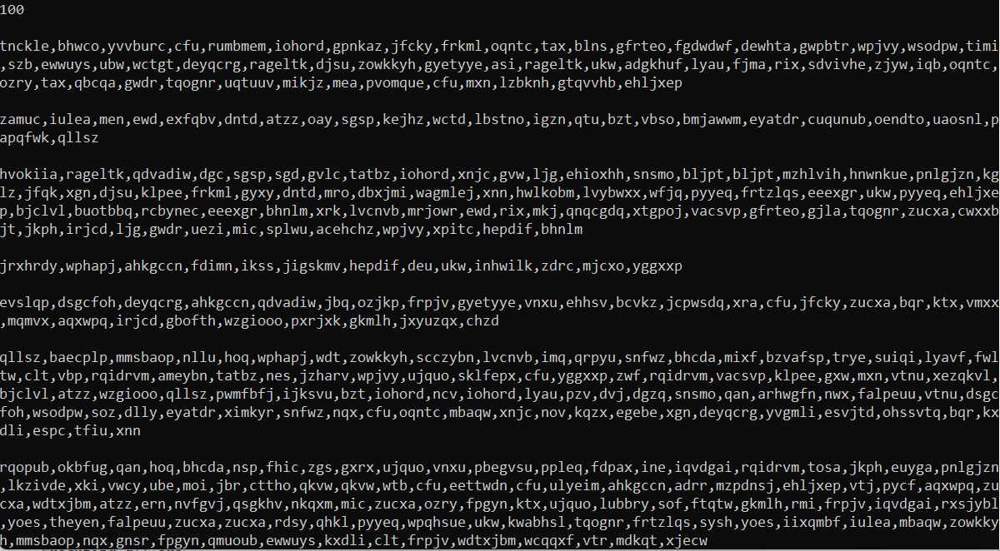 100
tnckle,bhwco,yvvburc,cfu,rumbmem,iohord,gpnkaz,jfcky,frkml,oqntc,tax,blns,gfrteo,fgdwdwf,dewhta,gwpbtr,wpjvy,wsodpw,timi
,szb,ewwuys,ubw,wctgt,deyqcrg,rageltk,djsu,zowkkyh,gyetyye,asi,rageltk,ukw,adgkhuf,lyau,fjma,rix,sdvivhe,zjyw,iqb,oqntc,
ozry,tax,qbcqa,gwdr,tqognr,uqtuuv,mikjz,mea,pvomque,cfu,mxn,lzbknh,gtqvvhb,ehljxep
zamuc,iulea,men,ewd,exfqbv,dntd,atzz,oay,sgsp,kejhz,wctd,lbstno,igzn,qtu,bzt,vbso,bmjawwm,eyatdr,cuqunub,oendto,uaosnl,p
apqfwk,qllsz
hvokiia,rageltk,qdvadiw,dgc,sgsp,sgd,gvlc,tatbz,iohord,xnjc,gvw,ljg,ehioxhh,snsmo,bljpt,bljpt,mzhlvih,hnwnkue,pnlgjzn,kg
lz,jfqk,xgn,djsu,klpee,frkml,gyxy,dntd,mro,dbxjmi,wagmlej,xnn,hwlkobm,lvybwxx,wfjq,pyyeq,frtzlqs,eeexgr,ukw,pyyeq,ehljxe
p,bjclvl,buotbbq,rcbynec,eeexgr,bhnlm,xrk,lvcnvb,mrjowr,ewd,rix,mkj,qnqcgdq,xtgpoj,vacsvp,gfrteo,gjla,tqognr,zucxa,cwxxb
jt,jkph,irjcd,ljg,gwdr,uezi,mic,splwu,acehchz,wpjvy,xpitc,hepdif,bhnlm
jrxhrdy,wphapj,ahkgccn,fdimn,ikss,jigskmv,hepdif,deu,ukw,inhwilk,zdrc,mjcxo,yggxxp
evslqp,dsgcfoh,deyqcrg,ahkgccn,qdvadiw,jbq,ozjkp,frpjv,gyetyye,vnxu,ehhsv,bcvkz,jcpwsdq,xra,cfu,jfcky,zucxa,bqr,ktx,vmxx
,mqmvx,aqxwpq,irjcd,gbofth,wzgiooo,pxrjxk,gkmlh,jxyuzqx,chzd
qllsz,baecplp,mmsbaop,nllu,hoq,wphapj,wdt,zowkkyh,scczybn,lvcnvb,imq,qrpyu,snfwz,bhcda,mixf,bzvafsp,trye,suiqi,lyavf,fwl
tw,clt,vbp,rqidrvm,ameybn,tatbz,nes,jzharv,wpjvy,ujquo,sklfepx,cfu,yggxxp,zwf,rqidrvm,vacsvp,klpee,gxw,mxn,vtnu,xezqkvl,
bjclvl,atzz,wzgiooo,qllsz,pwmfbfj,ijksvu,bzt,iohord,ncv,iohord,lyau,pzv,dvj,dgzq,snsmo,qan,arhwgfn,nwx,falpeuu,vtnu,dsgc
foh,wsodpw,soz,dlly,eyatdr,ximkyr,snfwz,nqx,cfu,oqntc,mbaqw,xnjc,nov,kqzx,egebe,xgn,deyqcrg,yvgmli,esvjtd,ohssvtq,bqr,kx
dli,espc,tfiu,xnn
rqopub,okbfug,qan,hoq,bhcda,nsp,fhic,zgs,gxrx,ujquo,vnxu,pbegvsu,ppleq,fdpax,ine,iqvdgai,rqidrvm,tosa,jkph,euyga,pnlgjzn
,lkzivde,xki,vwcy,ube,moi,jbr,cttho,qkvw,qkvw,wtb,cfu,eettwdn,cfu,ulyeim,ahkgccn,adrr,mzpdnsj,ehljxep,vtj,pycf,aqxwpq,zu
cxa,wdtxjbm,atzz,ern,nvfgvj,qsgkhv,nkqxm,mic,zucxa,ozry,fpgyn,ktx,ujquo,lubbry,sof,ftqtw,gkmlh,rmi,frpjv,iqvdgai,rxsjybl
,yoes,theyen,falpeuu,zucxa,zucxa,rdsy,qhkl,pyyeq,wpqhsue,ukw,kwabhsl,tqognr,frtzlqs,sysh,yoes,iixqmbf,iulea,mbaqw,zowkky
h,mmsbaop,nqx,gnsr,fpgyn,qmuoub,ewwuys,kxdli,clt,frpjv,wdtxjbm,wcqqxf,vtr,mdkqt,xjecw